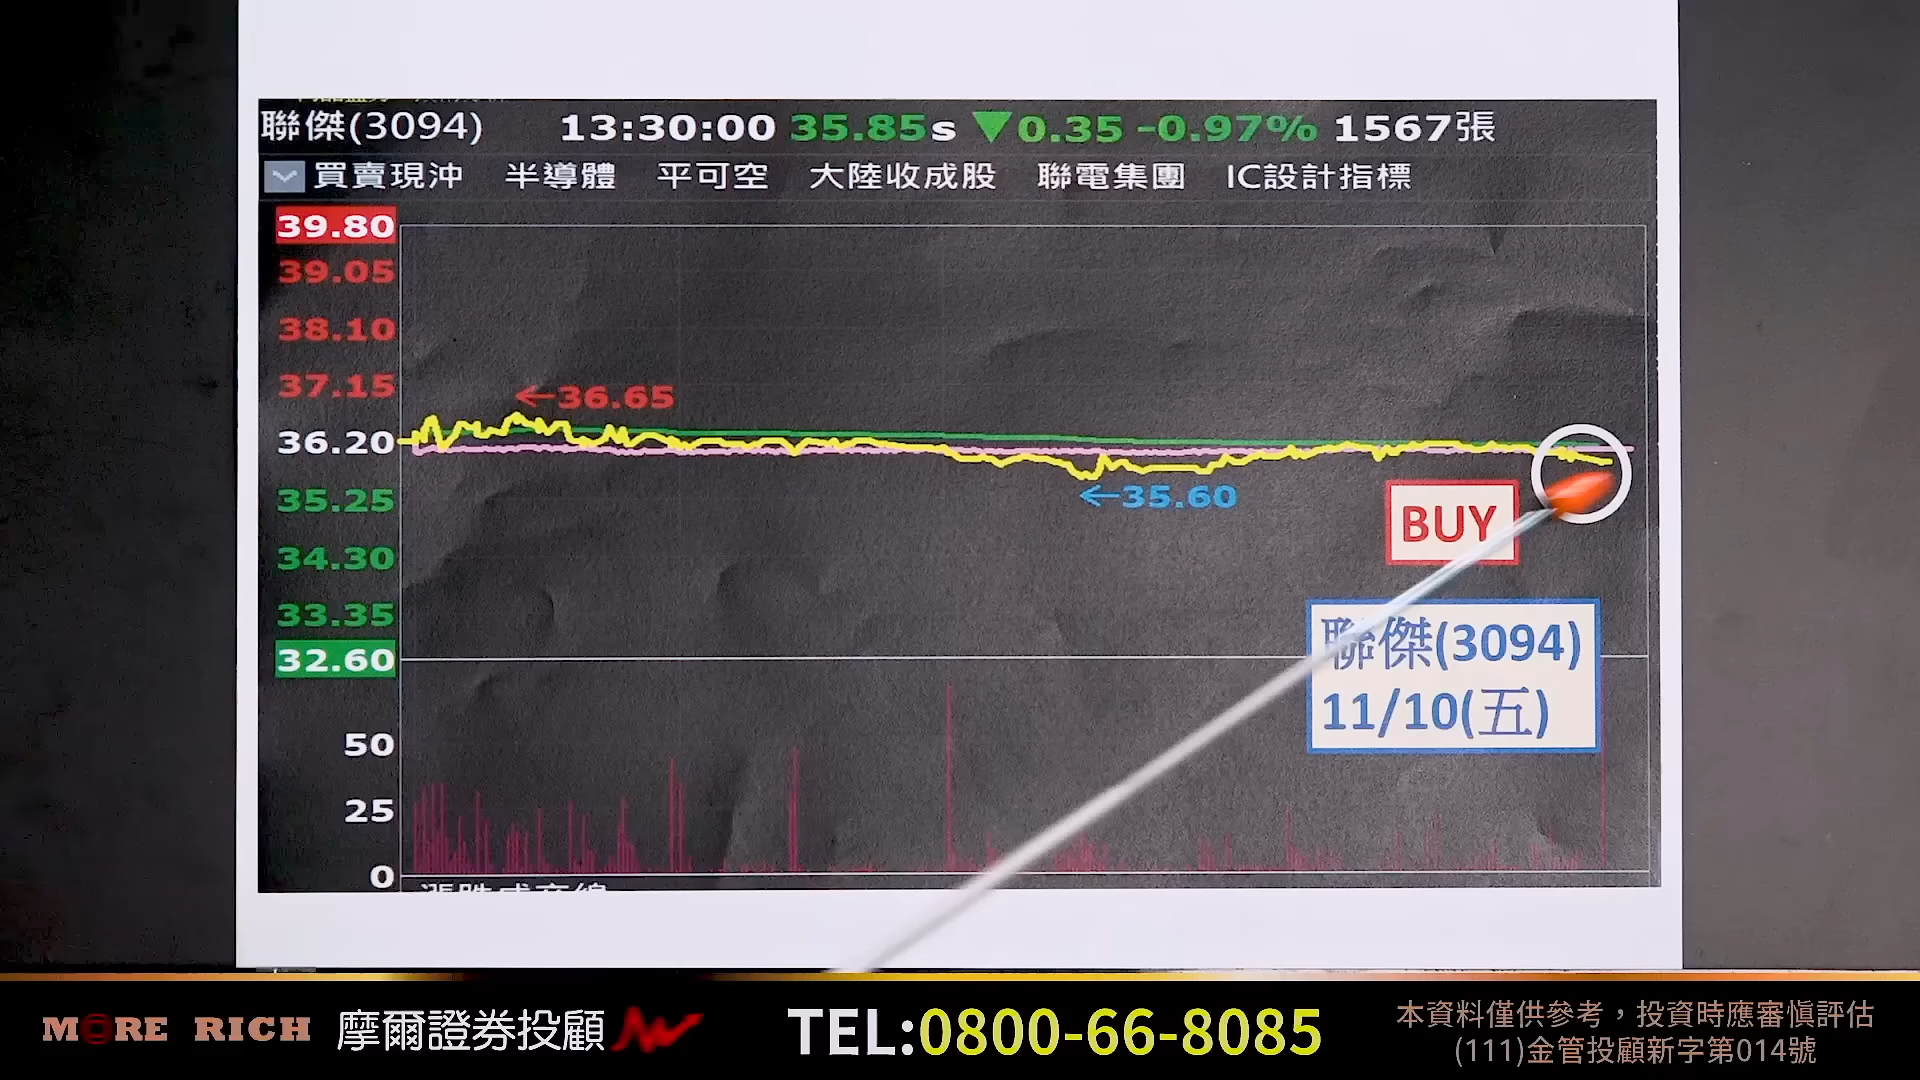 聯傑(3094) 13:30:00 35.85s ▼0.35 -0.97% 1567張
買賣現沖 半導體 平可空 大陸收成股 聯電集團 IC設計指標
39.80
39.05
38.10
37.15
←36.65
36.20
35.25
←35.60
BUY
34.30
33.35
聯傑(3094)
32.60
11/10(五)
50
25
0
MORE RICH 摩爾證券投顧 TEL:0800-66-8085
本資料僅供參考，投資時應審慎評估
(111)金管投顧新字第014號